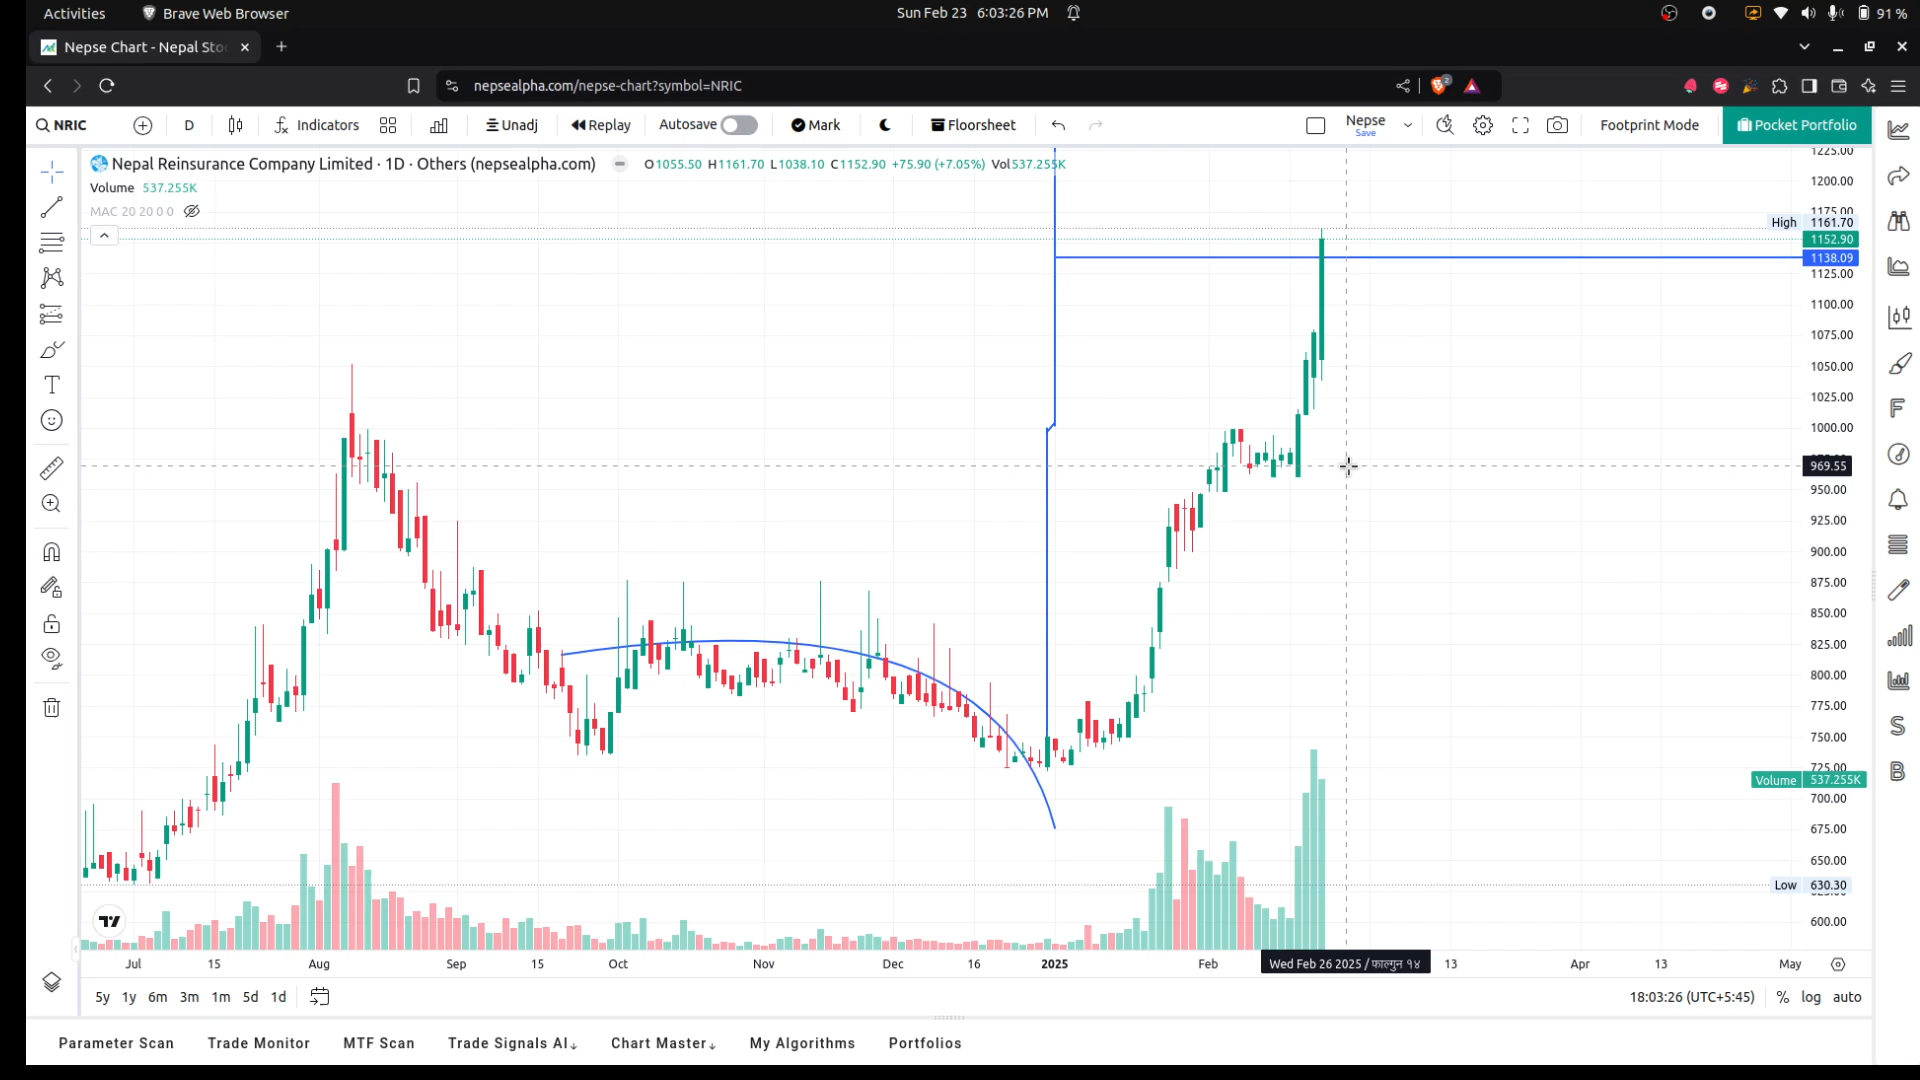 Activities Brave Web Browser Sun Feb 23 6:03:26 PM 91 %
Nepse Chart - Nepal Sto
nepsealpha.com/nepse-chart?symbol=NRIC 2
NRIC D Indicators Unadj Replay Autosave Mark Floorsheet Nepse Save Footprint Mode Pocket Portfolio
Nepal Reinsurance Company Limited · 1D · Others (nepsealpha.com) O1055.50 H1161.70 L1038.10 C1152.90 +75.90 (+7.05%) Vol537.255K
Volume 537.255K
MAC 20 20 0 0
1225.00
1200.00
1175.00
High 1161.70
1152.90
1138.09
1125.00
1100.00
1075.00
1050.00
1025.00
1000.00
969.55
950.00
925.00
900.00
875.00
850.00
825.00
800.00
775.00
750.00
725.00
Volume 537.255K
700.00
675.00
650.00
Low 630.30
600.00
Jul 15 Aug Sep 15 Oct Nov Dec 16 2025 Feb Wed Feb 26 2025 / फाल्गुन १४ 13 Apr 13 May
5y 1y 6m 3m 1m 5d 1d 18:03:26 (UTC+5:45) % log auto
Parameter Scan Trade Monitor MTF Scan Trade Signals AI↓ Chart Master↓ My Algorithms Portfolios
F
S
B